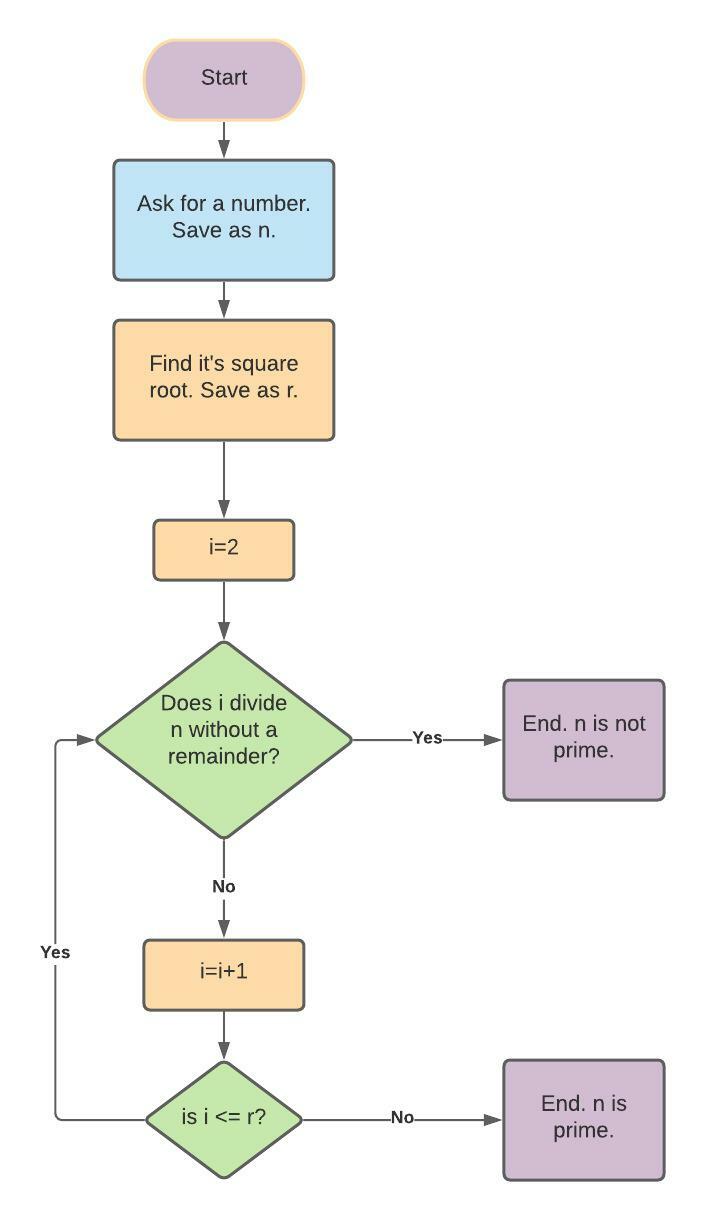 Start
Ask for a number.
Save as n.
Find it's square
root. Save as r.
i=2
Does i divide
n without a
remainder?
Yes
End. n is not
prime.
No
Yes
i=i+1
is i <= r?
No
End. n is
prime.